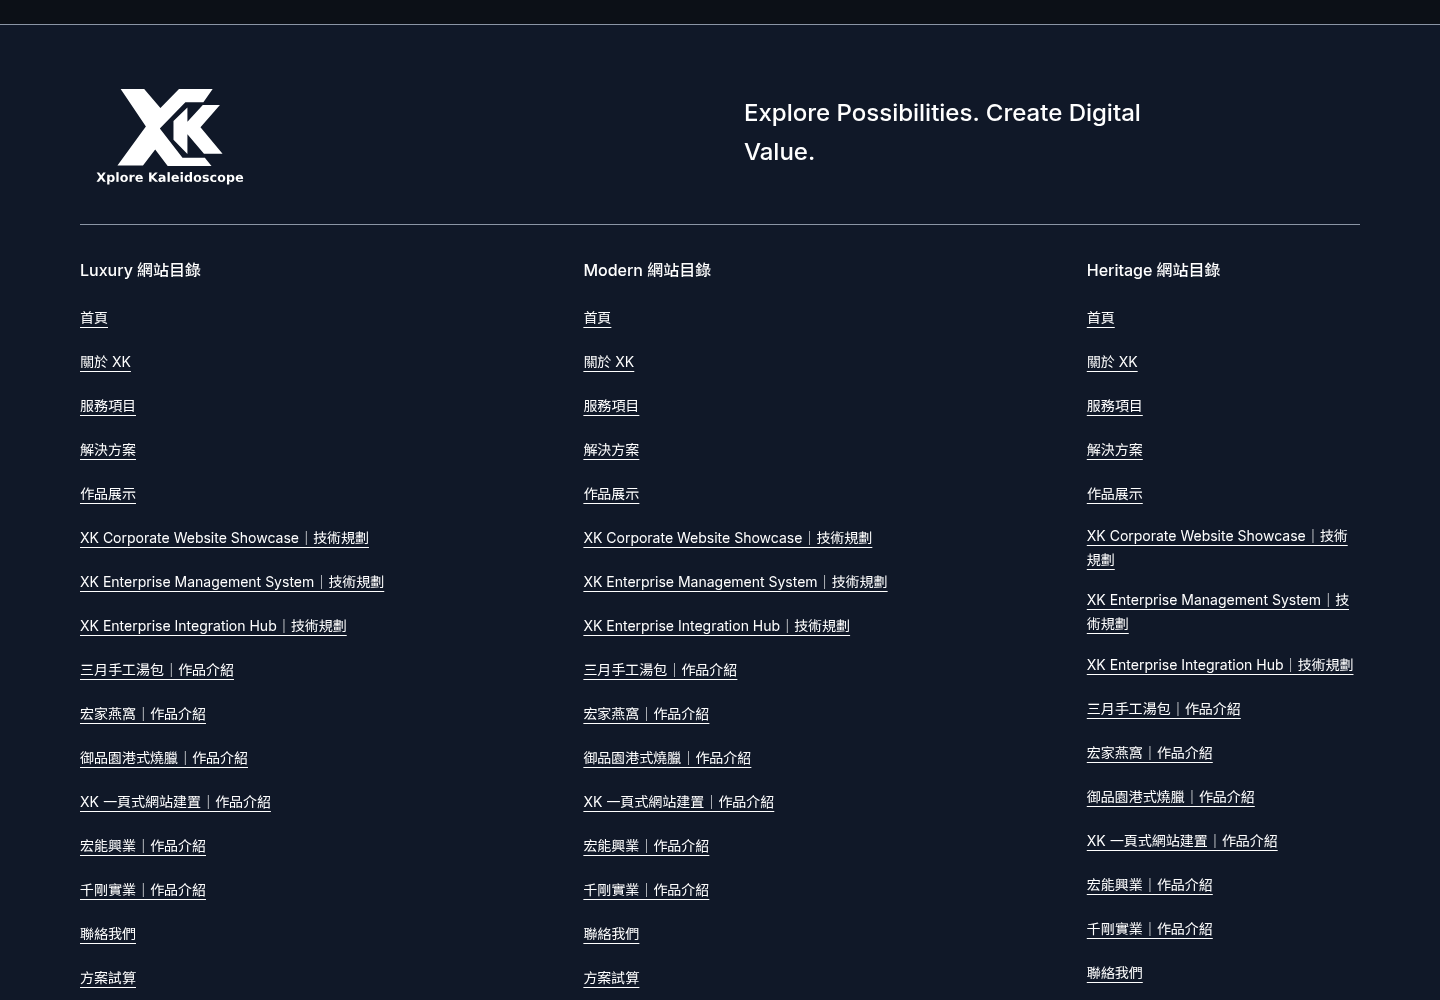 XK
Xplore Kaleidoscope
Explore Possibilities. Create Digital
Value.
Luxury 網站目錄
首頁
關於 XK
服務項目
解決方案
作品展示
XK Corporate Website Showcase｜技術規劃
XK Enterprise Management System｜技術規劃
XK Enterprise Integration Hub｜技術規劃
三月手工湯包｜作品介紹
宏家燕窩｜作品介紹
御品園港式燒臘｜作品介紹
XK 一頁式網站建置｜作品介紹
宏能興業｜作品介紹
千剛實業｜作品介紹
聯絡我們
方案試算
Modern 網站目錄
首頁
關於 XK
服務項目
解決方案
作品展示
XK Corporate Website Showcase｜技術規劃
XK Enterprise Management System｜技術規劃
XK Enterprise Integration Hub｜技術規劃
三月手工湯包｜作品介紹
宏家燕窩｜作品介紹
御品園港式燒臘｜作品介紹
XK 一頁式網站建置｜作品介紹
宏能興業｜作品介紹
千剛實業｜作品介紹
聯絡我們
方案試算
Heritage 網站目錄
首頁
關於 XK
服務項目
解決方案
作品展示
XK Corporate Website Showcase｜技術
規劃
XK Enterprise Management System｜技
術規劃
XK Enterprise Integration Hub｜技術規劃
三月手工湯包｜作品介紹
宏家燕窩｜作品介紹
御品園港式燒臘｜作品介紹
XK 一頁式網站建置｜作品介紹
宏能興業｜作品介紹
千剛實業｜作品介紹
聯絡我們